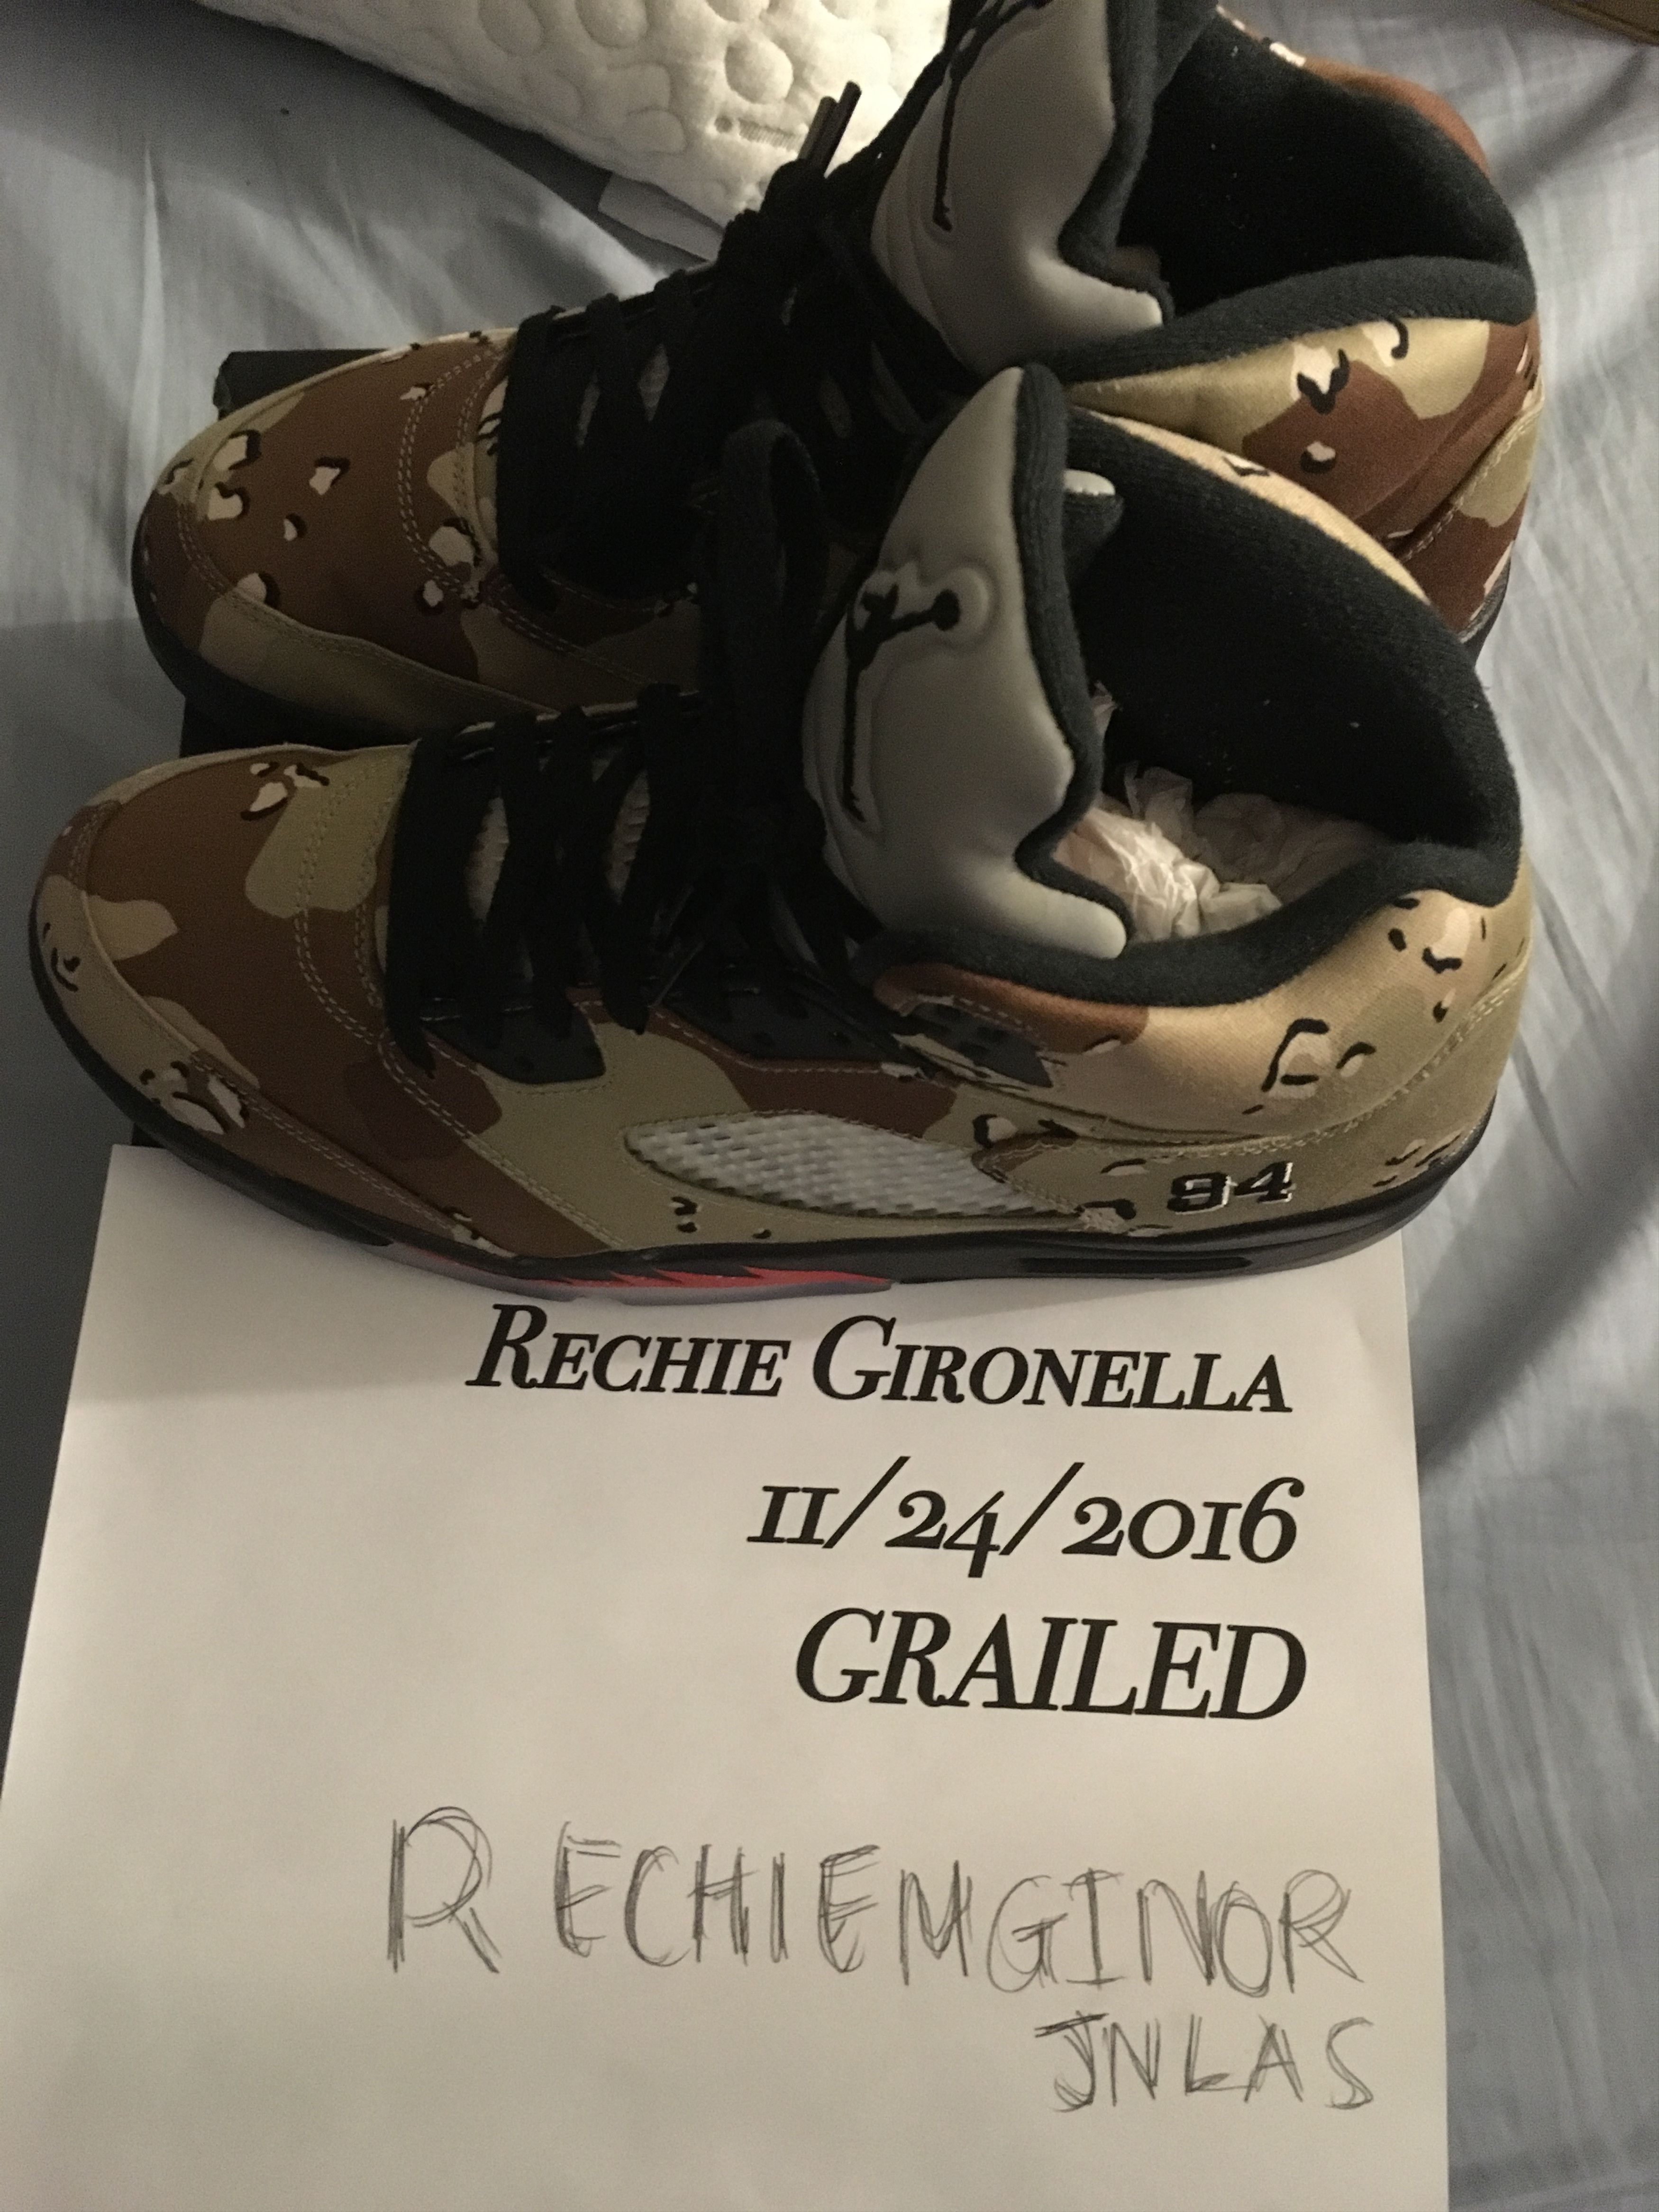 94
RECHIE GIRONELLA
11/24/2016
GRAILED
RECHIEMGINOR
JNLAS